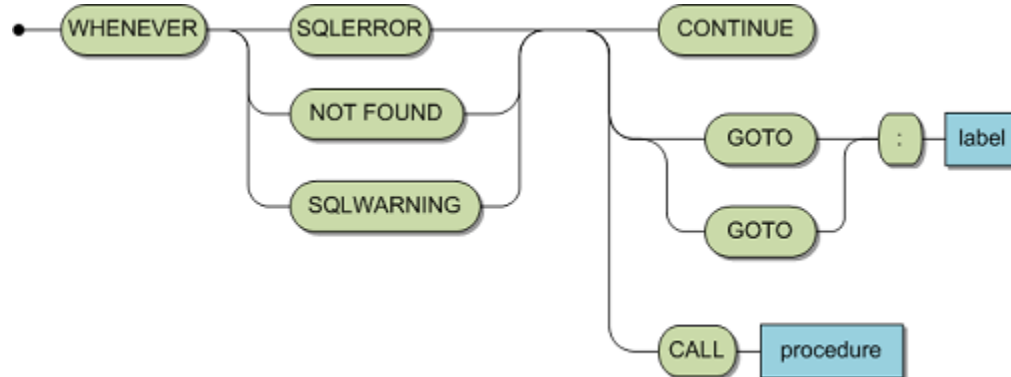 WHENEVER SQLERROR CONTINUE
NOT FOUND GOTO : label
SQLWARNING GOTO
CALL procedure